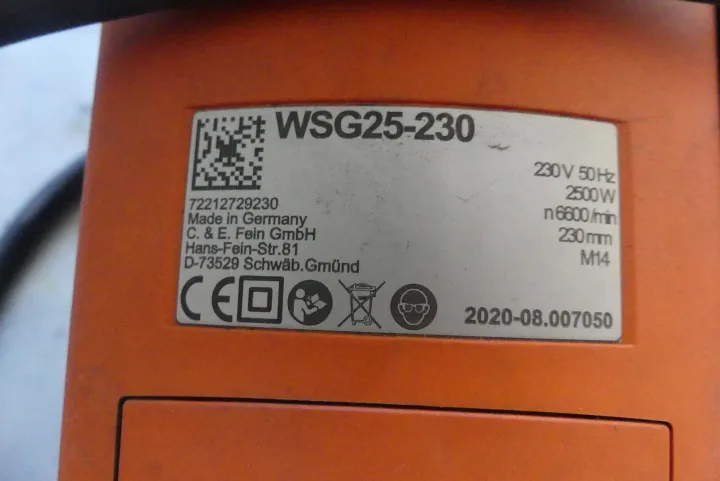 WSG25-230
72212729230
Made in Germany
C. & E. Fein GmbH
Hans-Fein-Str.81
D-73529 Schwäb.Gmünd
230V 50Hz
2500W
n 6600/min
230mm
M14
CE
2020-08.007050